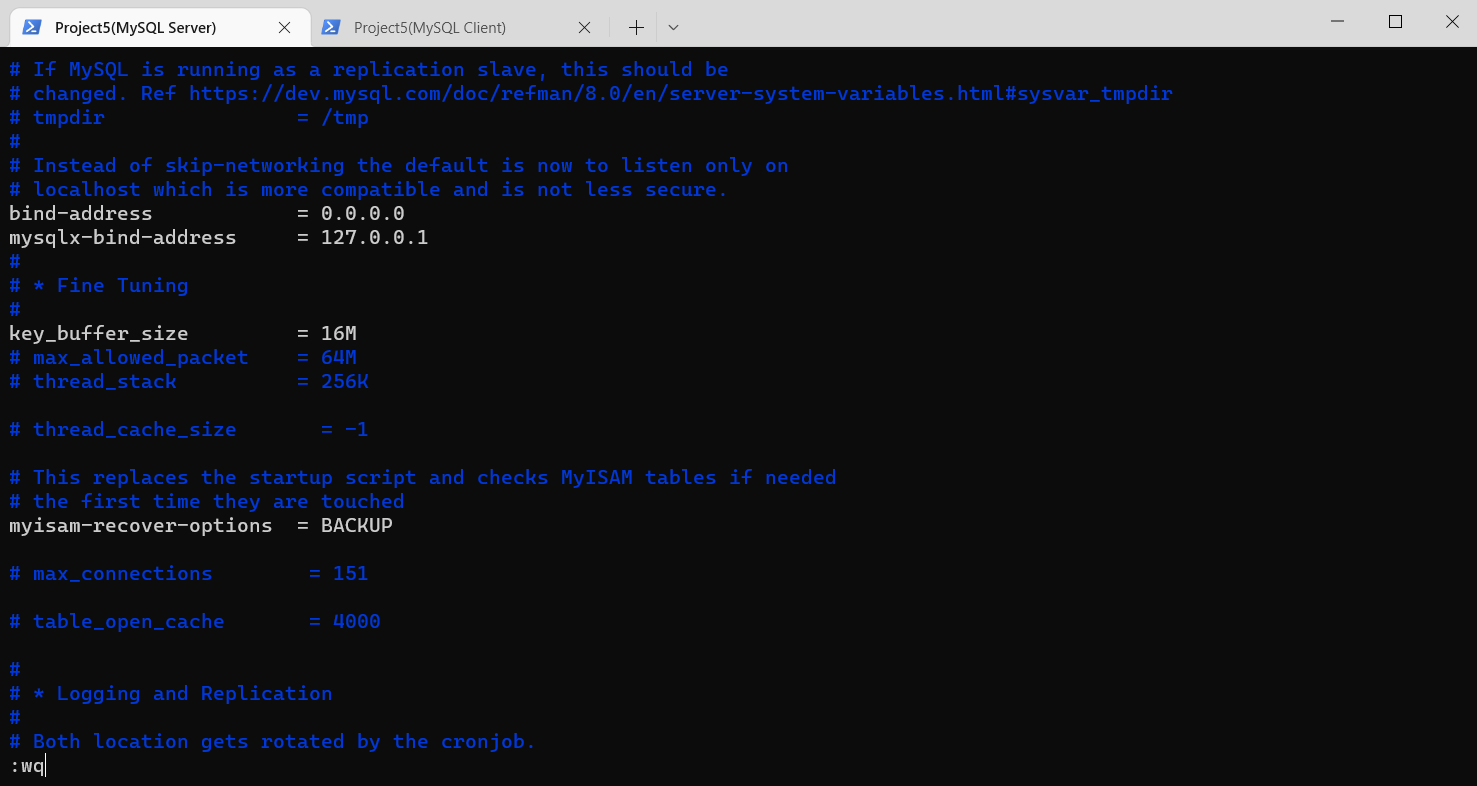 Project5(MySQL Server)
Project5(MySQL Client)
# If MySQL is running as a replication slave, this should be
# changed. Ref https://dev.mysql.com/doc/refman/8.0/en/server-system-variables.html#sysvar_tmpdir
# tmpdir                = /tmp
#
# Instead of skip-networking the default is now to listen only on
# localhost which is more compatible and is not less secure.
bind-address            = 0.0.0.0
mysqlx-bind-address     = 127.0.0.1
#
# * Fine Tuning
#
key_buffer_size         = 16M
# max_allowed_packet    = 64M
# thread_stack          = 256K
# thread_cache_size       = -1
# This replaces the startup script and checks MyISAM tables if needed
# the first time they are touched
myisam-recover-options  = BACKUP
# max_connections        = 151
# table_open_cache       = 4000
#
# * Logging and Replication
#
# Both location gets rotated by the cronjob.
:wq